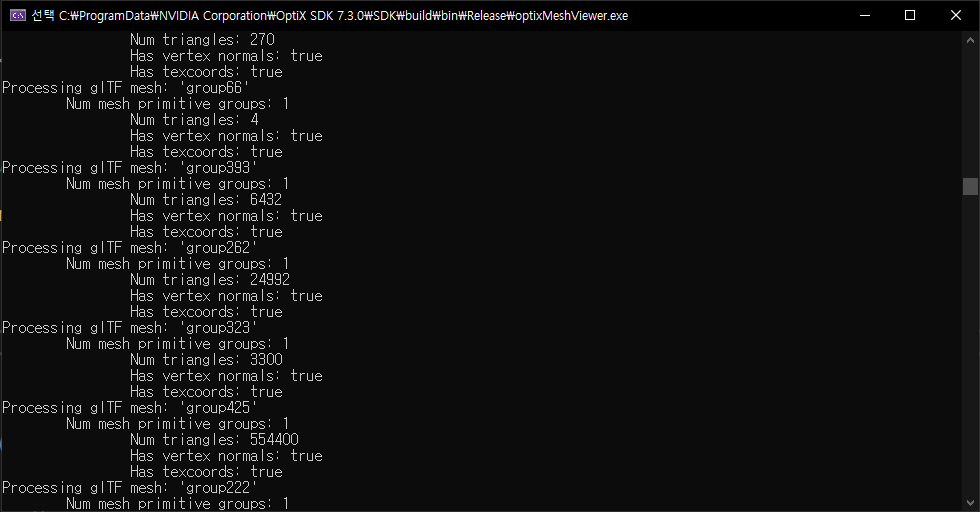 선택 C:₩ProgramData₩NVIDIA Corporation₩OptiX SDK 7.3.0₩SDK₩build₩bin₩Release₩optixMeshViewer.exe
Num triangles: 270
Has vertex normals: true
Has texcoords: true
Processing glTF mesh: 'group66'
Num mesh primitive groups: 1
Num triangles: 4
Has vertex normals: true
Has texcoords: true
Processing glTF mesh: 'group393'
Num mesh primitive groups: 1
Num triangles: 6432
Has vertex normals: true
Has texcoords: true
Processing glTF mesh: 'group262'
Num mesh primitive groups: 1
Num triangles: 24992
Has vertex normals: true
Has texcoords: true
Processing glTF mesh: 'group323'
Num mesh primitive groups: 1
Num triangles: 3300
Has vertex normals: true
Has texcoords: true
Processing glTF mesh: 'group425'
Num mesh primitive groups: 1
Num triangles: 554400
Has vertex normals: true
Has texcoords: true
Processing glTF mesh: 'group222'
Num mesh primitive groups: 1